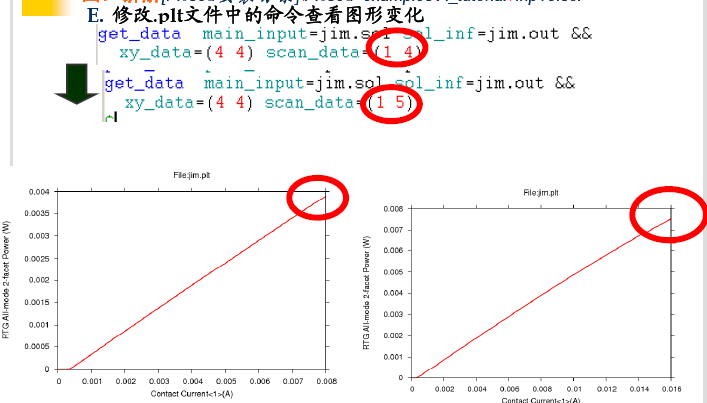 E. 修改.plt文件中的命令查看图形变化
get_data main_input=jim.sol sol_inf=jim.out &&
xy_data=(4 4) scan_data=(1 4)
get_data main_input=jim.sol sol_inf=jim.out &&
xy_data=(4 4) scan_data=(1 5)
File:jim.plt
RTG All-mode 2-facet Power (W)
0.004
0.0035
0.003
0.0025
0.002
0.0015
0.001
0.0005
0
0 0.001 0.002 0.003 0.004 0.005 0.006 0.007 0.008
Contact Current<1>(A)
File:jim.plt
RTG All-mode 2-facet Power (W)
0.008
0.007
0.006
0.005
0.004
0.003
0.002
0.001
0
0 0.002 0.004 0.006 0.008 0.01 0.012 0.014 0.016
Contact Current<1>(A)